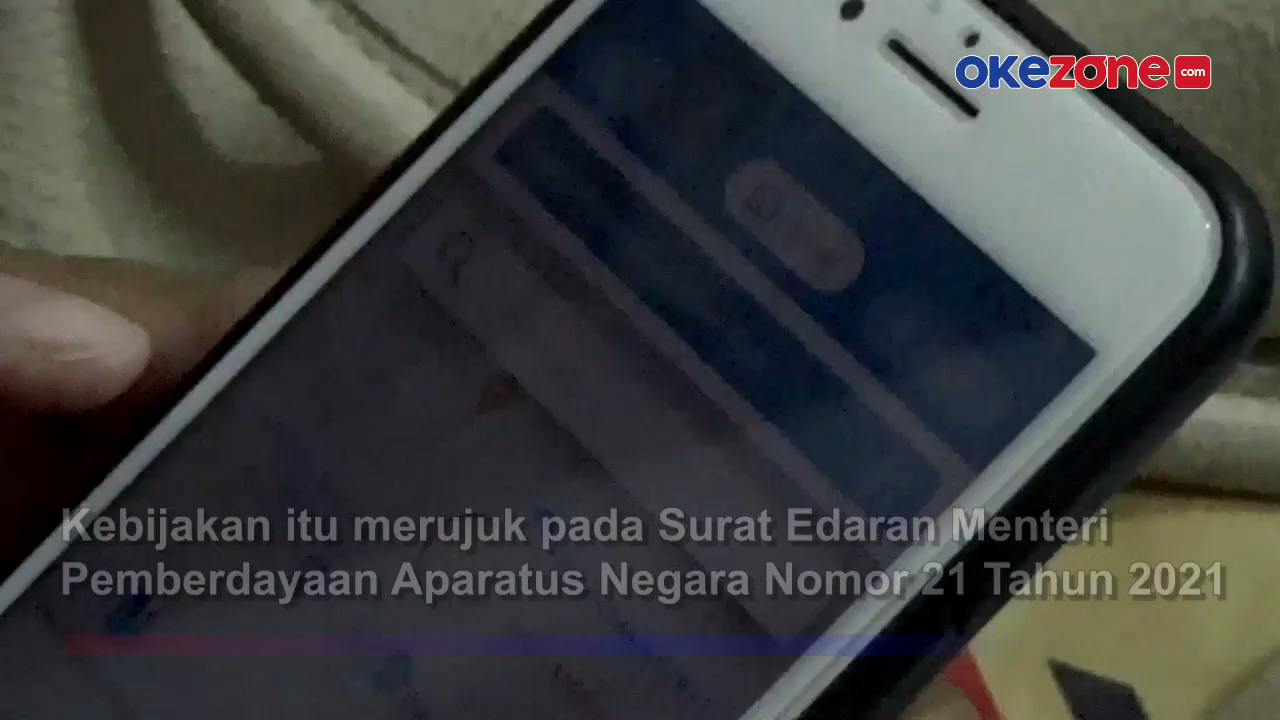 OKEZONE.com
Kebijakan itu merujuk pada Surat Edaran Menteri
Pemberdayaan Aparatus Negara Nomor 21 Tahun 2021